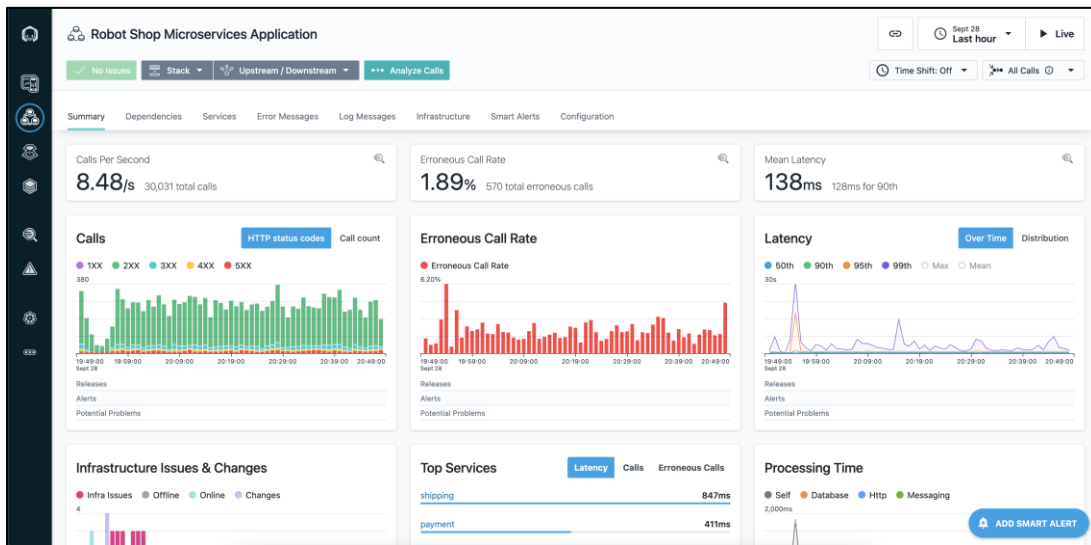 Robot Shop Microservices Application
Sept 28
Last hour
Live
No Issues
Stack
Upstream / Downstream
Analyze Calls
Time Shift: Off
All Calls
Summary Dependencies Services Error Messages Log Messages Infrastructure Smart Alerts Configuration
Calls Per Second
8.48/s 30,031 total calls
Erroneous Call Rate
1.89% 570 total erroneous calls
Mean Latency
138ms 128ms for 90th
Calls
HTTP status codes Call count
1XX 2XX 3XX 4XX 5XX
380
19:49:00 19:59:00 20:09:00 20:19:00 20:29:00 20:39:00 20:49:00
Sept 28
Releases
Alerts
Potential Problems
Erroneous Call Rate
Erroneous Call Rate
6.20%
19:49:00 19:59:00 20:09:00 20:19:00 20:29:00 20:39:00 20:49:00
Sept 28
Releases
Alerts
Potential Problems
Latency
Over Time Distribution
50th 90th 95th 99th Max Mean
30s
19:49:00 19:59:00 20:09:00 20:19:00 20:29:00 20:39:00 20:49:00
Sept 28
Releases
Alerts
Potential Problems
Infrastructure Issues & Changes
Infra Issues Offline Online Changes
4
Top Services
Latency Calls Erroneous Calls
shipping 847ms
payment 411ms
Processing Time
Self Database Http Messaging
2,000ms
ADD SMART ALERT